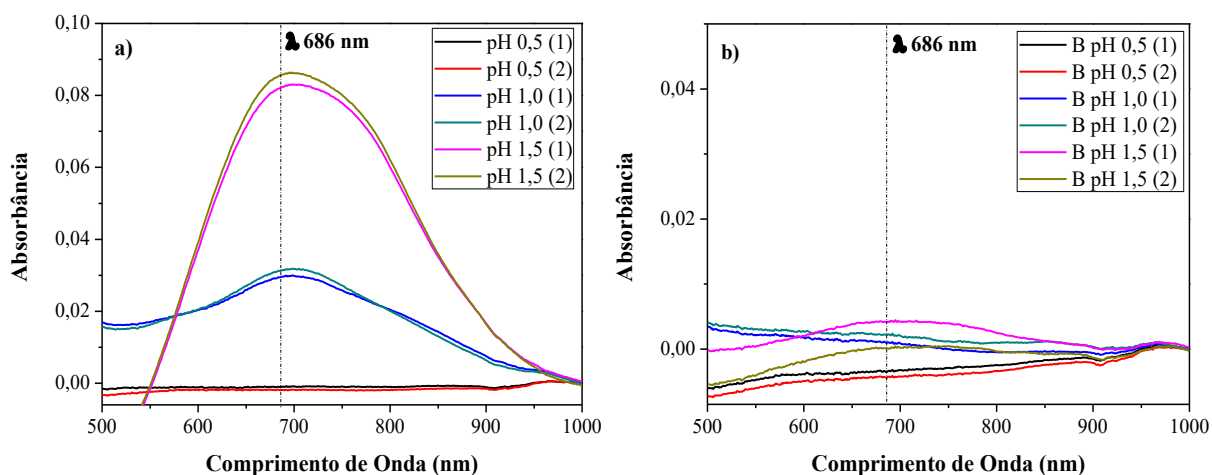 a)
λ 686 nm
pH 0,5 (1)
pH 0,5 (2)
pH 1,0 (1)
pH 1,0 (2)
pH 1,5 (1)
pH 1,5 (2)
0,10
0,08
0,06
0,04
0,02
0,00
Absorbância
500 600 700 800 900 1000
Comprimento de Onda (nm)
b)
λ 686 nm
B pH 0,5 (1)
B pH 0,5 (2)
B pH 1,0 (1)
B pH 1,0 (2)
B pH 1,5 (1)
B pH 1,5 (2)
0,04
0,02
0,00
Absorbância
500 600 700 800 900 1000
Comprimento de Onda (nm)